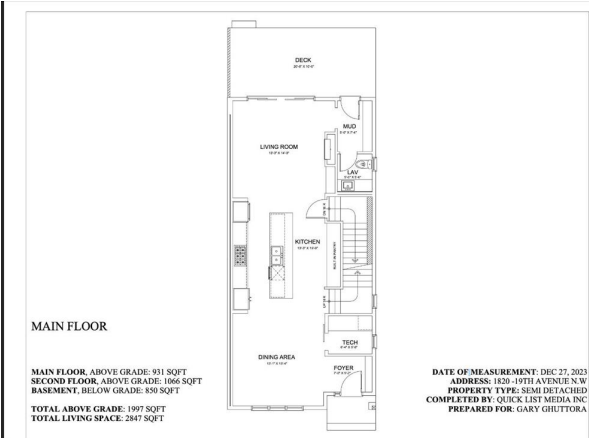 DECK
MUD
LIVING ROOM
LAV
KITCHEN
BUILT-IN PANTRY
TECH
DINING AREA
FOYER
MAIN FLOOR
MAIN FLOOR, ABOVE GRADE: 931 SQFT
SECOND FLOOR, ABOVE GRADE: 1066 SQFT
BASEMENT, BELOW GRADE: 850 SQFT
TOTAL ABOVE GRADE: 1997 SQFT
TOTAL LIVING SPACE: 2847 SQFT
DATE OF MEASUREMENT: DEC 27, 2023
ADDRESS: 1820 -19TH AVENUE N.W
PROPERTY TYPE: SEMI DETACHED
COMPLETED BY: QUICK LIST MEDIA INC
PREPARED FOR: GARY GHUTTORA